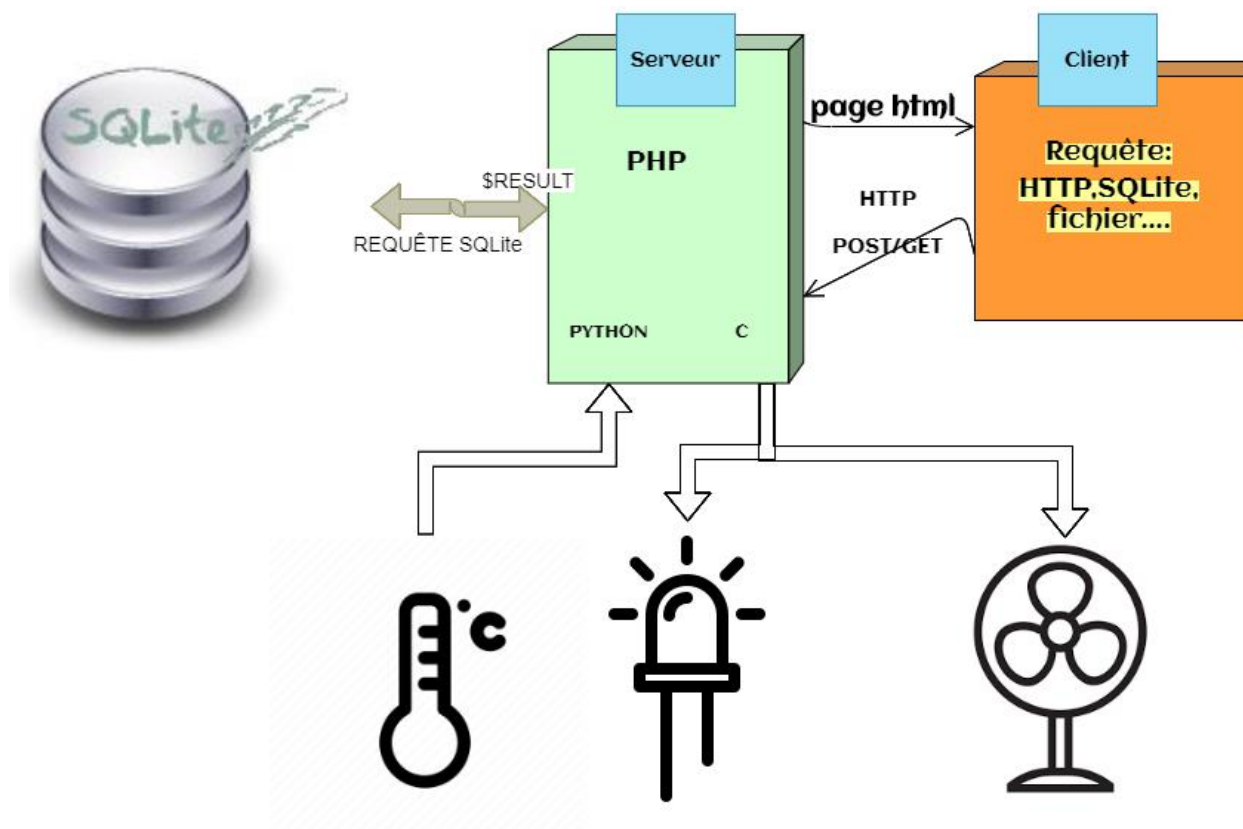 SQLite
$RESULT
REQUÊTE SQLite
Serveur
PHP
PYTHON
C
page html
HTTP
POST/GET
Client
Requête:
HTTP,SQLite,
fichier....
°C